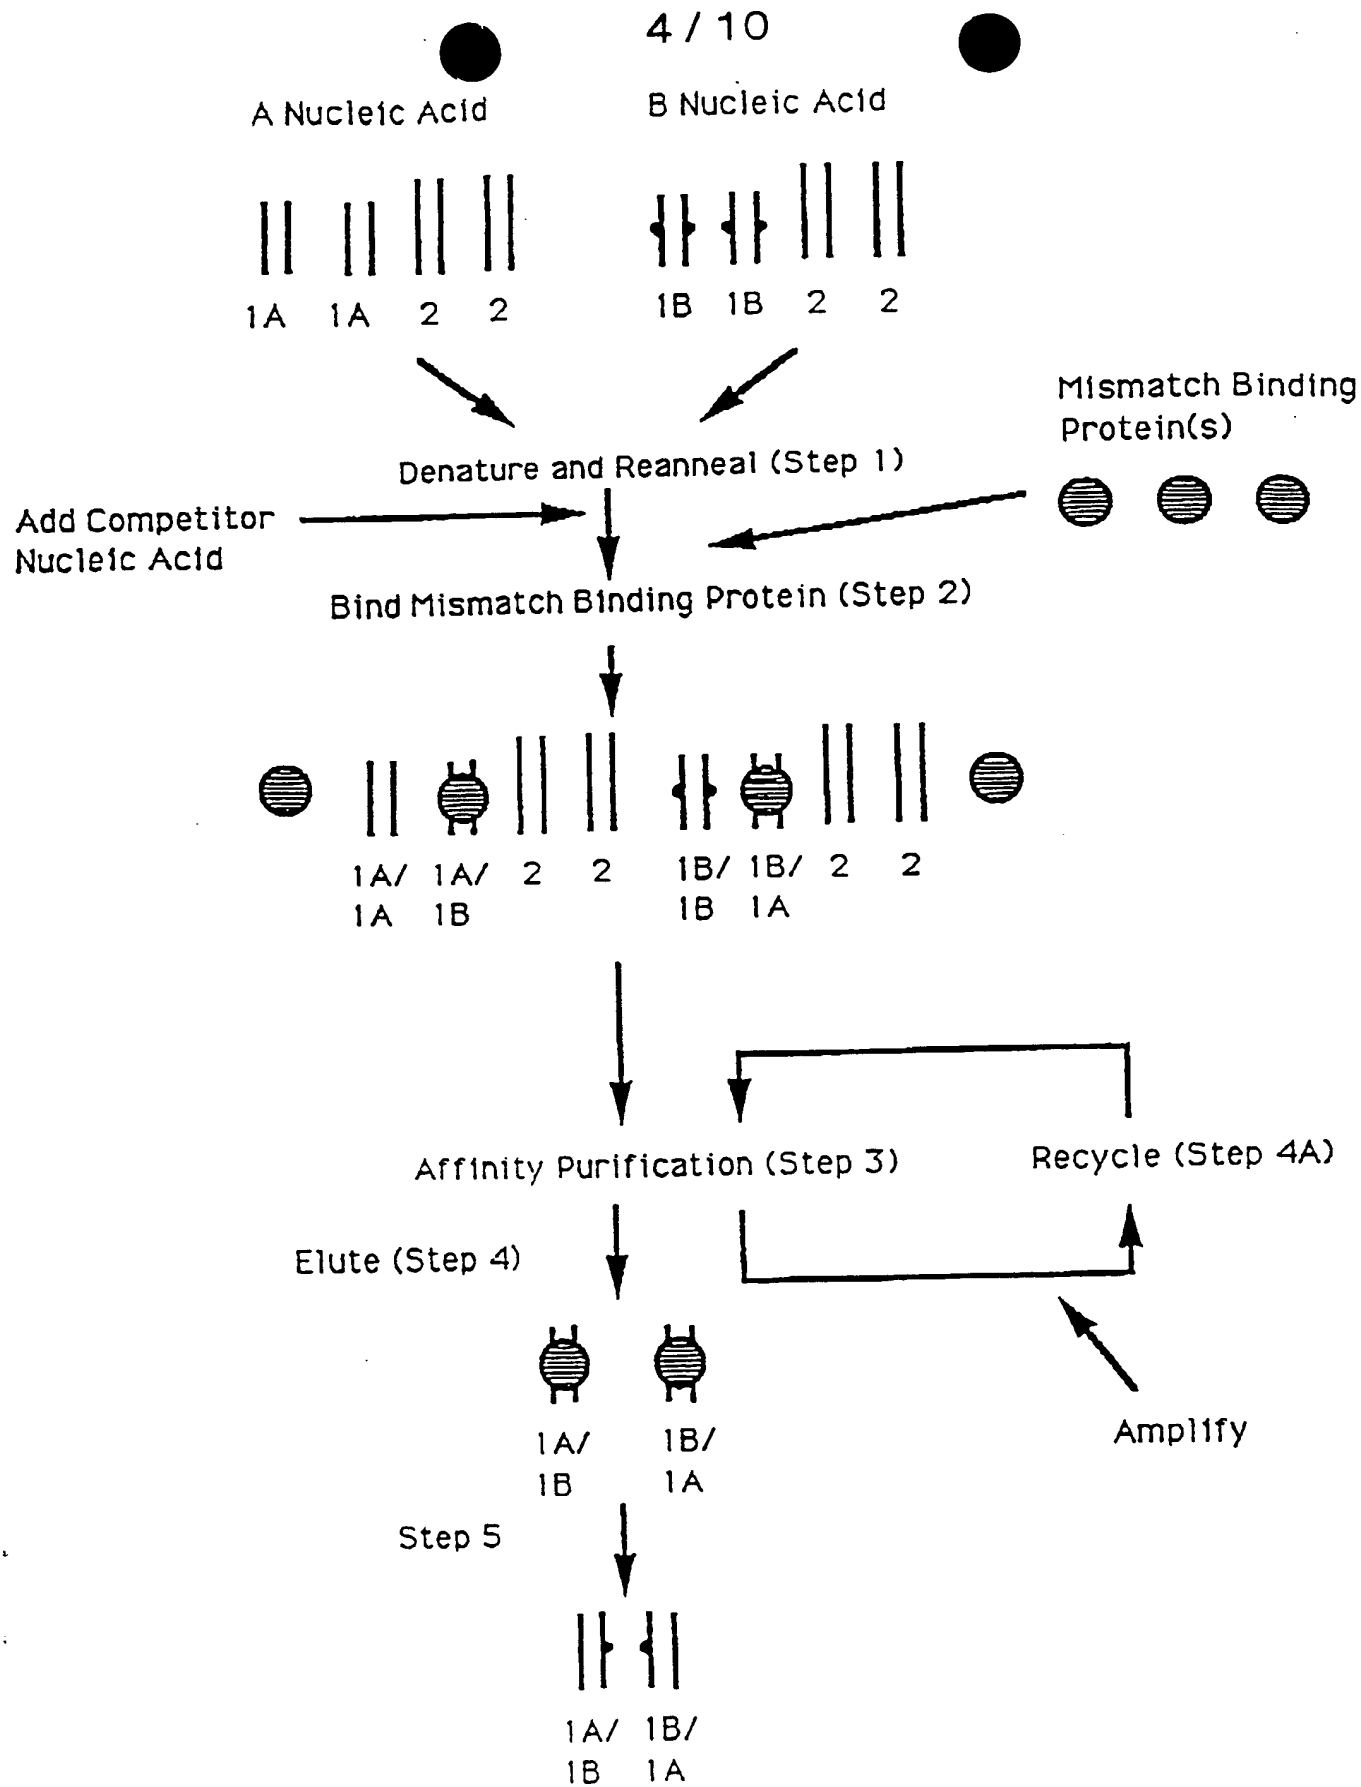 4 / 10
A Nucleic Acid
B Nucleic Acid
1A 1A 2 2
1B 1B 2 2
Mismatch Binding
Protein(s)
Denature and Reanneal (Step 1)
Add Competitor
Nucleic Acid
Bind Mismatch Binding Protein (Step 2)
1A/ 1A/ 2 2 1B/ 1B/ 2 2
1A 1B 1B 1A
Affinity Purification (Step 3)
Recycle (Step 4A)
Elute (Step 4)
1A/ 1B/
1B 1A
Amplify
Step 5
1A/ 1B/
1B 1A